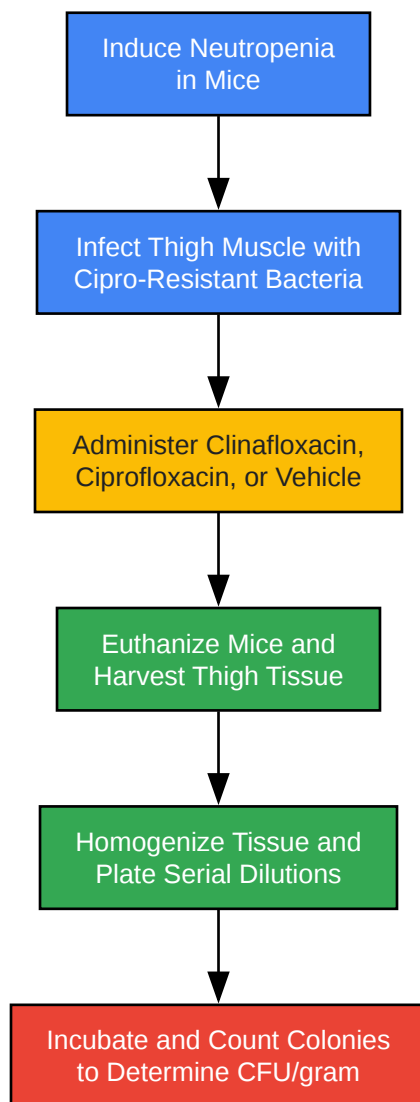 Induce Neutropenia
in Mice
Infect Thigh Muscle with
Cipro-Resistant Bacteria
Administer Clinafloxacin,
Ciprofloxacin, or Vehicle
Euthanize Mice and
Harvest Thigh Tissue
Homogenize Tissue and
Plate Serial Dilutions
Incubate and Count Colonies
to Determine CFU/gram